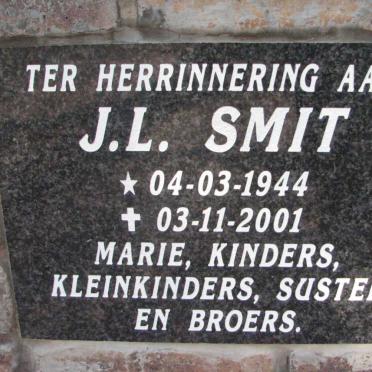 TER HERRINNERING AA
J.L. SMIT
★ 04-03-1944
✝ 03-11-2001
MARIE, KINDERS,
KLEINKINDERS, SUSTE
EN BROERS.